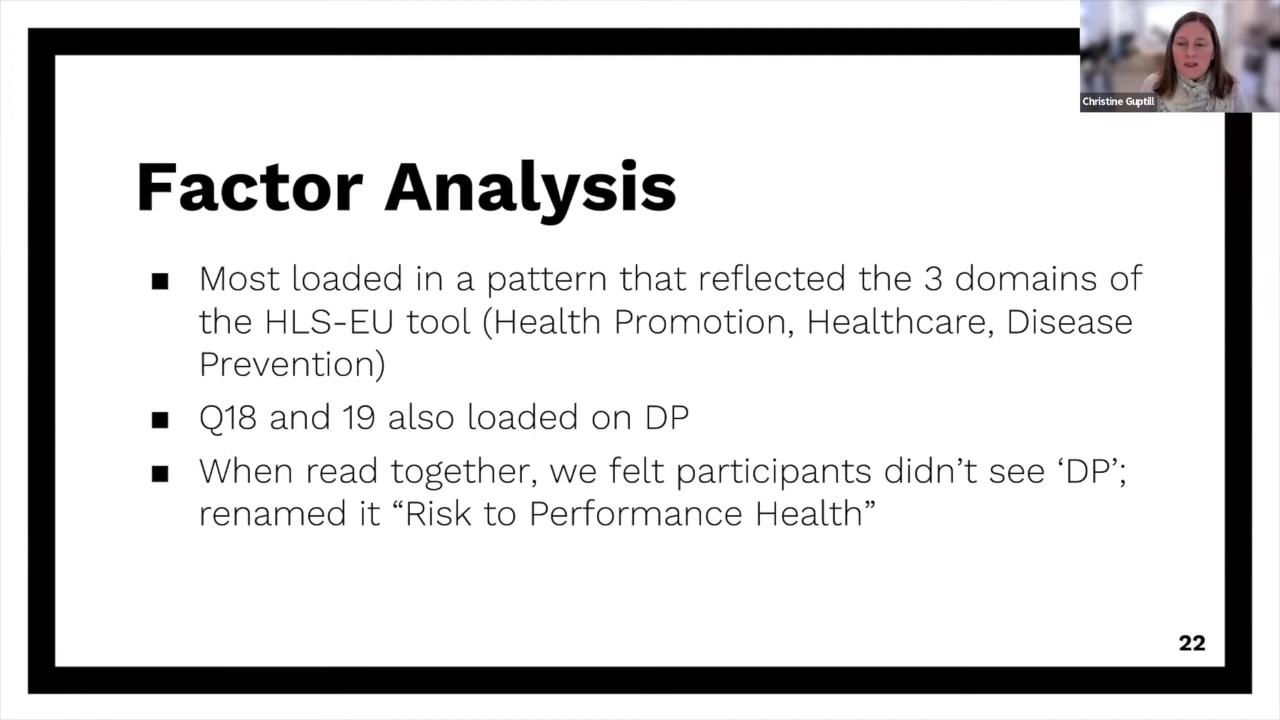 Christine Guptill
Factor Analysis
■ Most loaded in a pattern that reflected the 3 domains of
the HLS-EU tool (Health Promotion, Healthcare, Disease
Prevention)
■ Q18 and 19 also loaded on DP
■ When read together, we felt participants didn’t see ‘DP’;
renamed it “Risk to Performance Health”
22